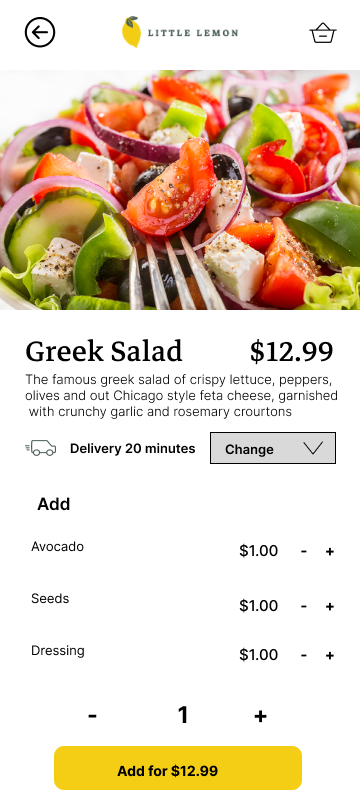 LITTLE LEMON
Greek Salad $12.99
The famous greek salad of crispy lettuce, peppers,
olives and out Chicago style feta cheese, garnished
with crunchy garlic and rosemary crourtons
Delivery 20 minutes Change
Add
Avocado $1.00 - +
Seeds $1.00 - +
Dressing $1.00 - +
- 1 +
Add for $12.99